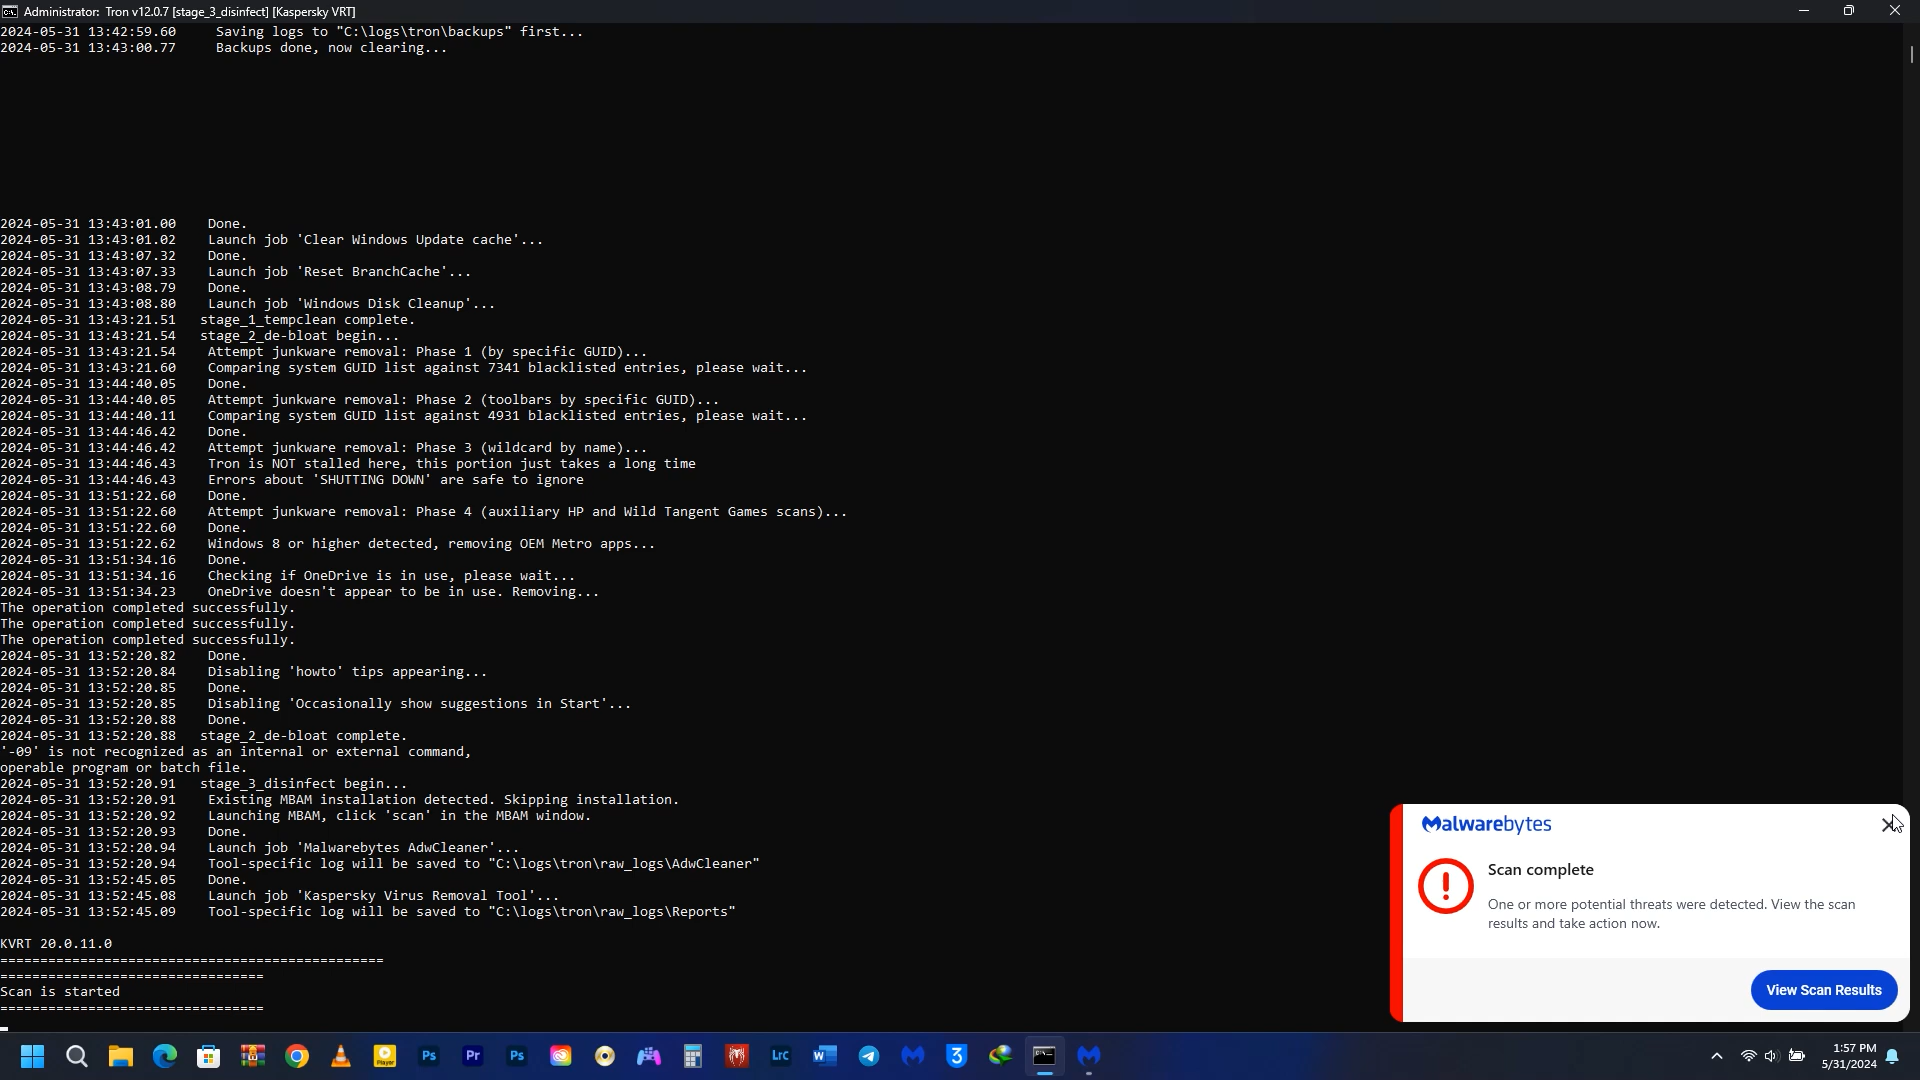 Administrator: Tron v12.0.7 [stage_3_disinfect] [Kaspersky VRT]
2024-05-31 13:42:59.60     Saving logs to "C:\logs\tron\backups" first...
2024-05-31 13:43:00.77     Backups done, now clearing...
2024-05-31 13:43:01.00    Done.
2024-05-31 13:43:01.02    Launch job 'Clear Windows Update cache'...
2024-05-31 13:43:07.32    Done.
2024-05-31 13:43:07.33    Launch job 'Reset BranchCache'...
2024-05-31 13:43:08.79    Done.
2024-05-31 13:43:08.80    Launch job 'Windows Disk Cleanup'...
2024-05-31 13:43:21.51   stage_1_tempclean complete.
2024-05-31 13:43:21.54   stage_2_de-bloat begin...
2024-05-31 13:43:21.54    Attempt junkware removal: Phase 1 (by specific GUID)...
2024-05-31 13:43:21.60    Comparing system GUID list against 7341 blacklisted entries, please wait...
2024-05-31 13:44:40.05    Done.
2024-05-31 13:44:40.05    Attempt junkware removal: Phase 2 (toolbars by specific GUID)...
2024-05-31 13:44:40.11    Comparing system GUID list against 4931 blacklisted entries, please wait...
2024-05-31 13:44:46.42    Done.
2024-05-31 13:44:46.42    Attempt junkware removal: Phase 3 (wildcard by name)...
2024-05-31 13:44:46.43    Tron is NOT stalled here, this portion just takes a long time
2024-05-31 13:44:46.43    Errors about 'SHUTTING DOWN' are safe to ignore
2024-05-31 13:51:22.60    Done.
2024-05-31 13:51:22.60    Attempt junkware removal: Phase 4 (auxiliary HP and Wild Tangent Games scans)...
2024-05-31 13:51:22.60    Done.
2024-05-31 13:51:22.62    Windows 8 or higher detected, removing OEM Metro apps...
2024-05-31 13:51:34.16    Done.
2024-05-31 13:51:34.16    Checking if OneDrive is in use, please wait...
2024-05-31 13:51:34.23    OneDrive doesn't appear to be in use. Removing...
The operation completed successfully.
The operation completed successfully.
The operation completed successfully.
2024-05-31 13:52:20.82    Done.
2024-05-31 13:52:20.84    Disabling 'howto' tips appearing...
2024-05-31 13:52:20.85    Done.
2024-05-31 13:52:20.85    Disabling 'Occasionally show suggestions in Start'...
2024-05-31 13:52:20.88    Done.
2024-05-31 13:52:20.88   stage_2_de-bloat complete.
'-09' is not recognized as an internal or external command,
operable program or batch file.
2024-05-31 13:52:20.91   stage_3_disinfect begin...
2024-05-31 13:52:20.91    Existing MBAM installation detected. Skipping installation.
2024-05-31 13:52:20.92    Launching MBAM, click 'scan' in the MBAM window.
2024-05-31 13:52:20.93    Done.
2024-05-31 13:52:20.94    Launch job 'Malwarebytes AdwCleaner'...
2024-05-31 13:52:20.94    Tool-specific log will be saved to "C:\logs\tron\raw_logs\AdwCleaner"
2024-05-31 13:52:45.05    Done.
2024-05-31 13:52:45.08    Launch job 'Kaspersky Virus Removal Tool'...
2024-05-31 13:52:45.09    Tool-specific log will be saved to "C:\logs\tron\raw_logs\Reports"
KVRT 20.0.11.0
================================================
=================================
Scan is started
=================================
Malwarebytes
Scan complete
One or more potential threats were detected. View the scan
results and take action now.
View Scan Results
Player
Ps
Pr
Ps
Lrc
W
3
1:57 PM
5/31/2024